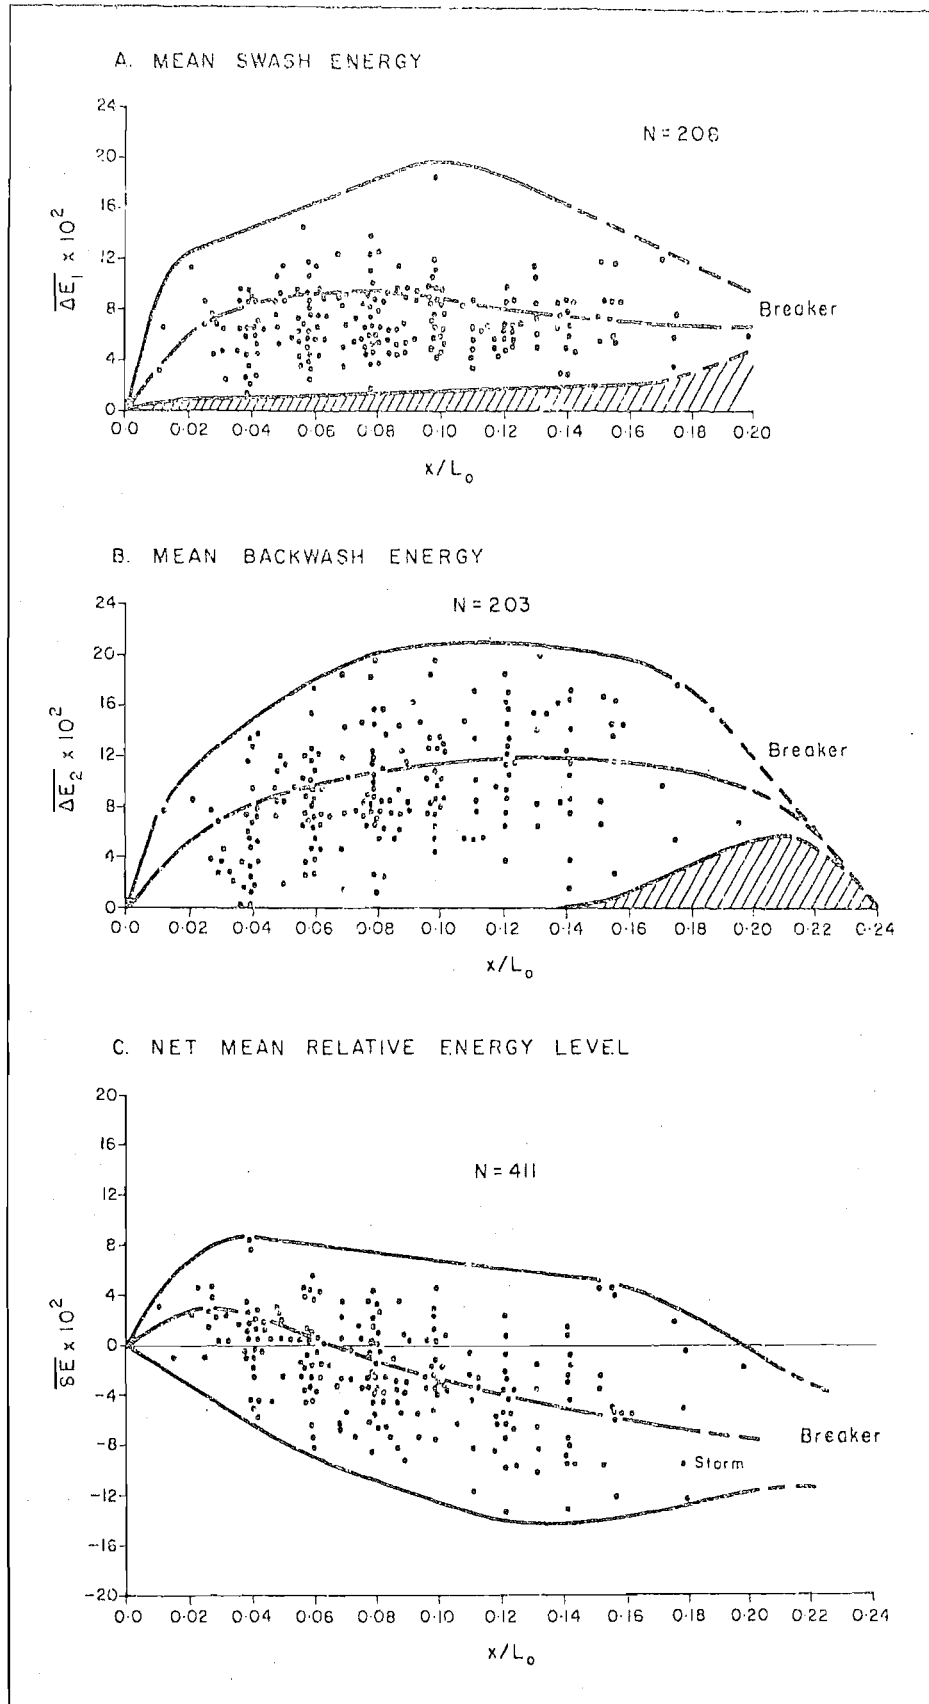 A. MEAN SWASH ENERGY
N=208
24
20
16
12
8
4
0
ΔE₁ x 10²
Breaker
0.0 0·02 0·04 0·06 0·08 0·10 0·12 0·14 0·16 0·18 0·20
x/L₀
B. MEAN BACKWASH ENERGY
N=203
24
20
16
12
8
4
0
ΔE₂ x 10²
Breaker
0.0 0·02 0·04 0·06 0·08 0·10 0·12 0·14 0·16 0·18 0·20 0·22 0·24
x/L₀
C. NET MEAN RELATIVE ENERGY LEVEL
N=411
20
16
12
8
4
0
-4
-8
-12
-16
-20
δE x 10²
Breaker
Storm
0.0 0·02 0·04 0·06 0·08 0·10 0·12 0·14 0·16 0·18 0·20 0·22 0·24
x/L₀